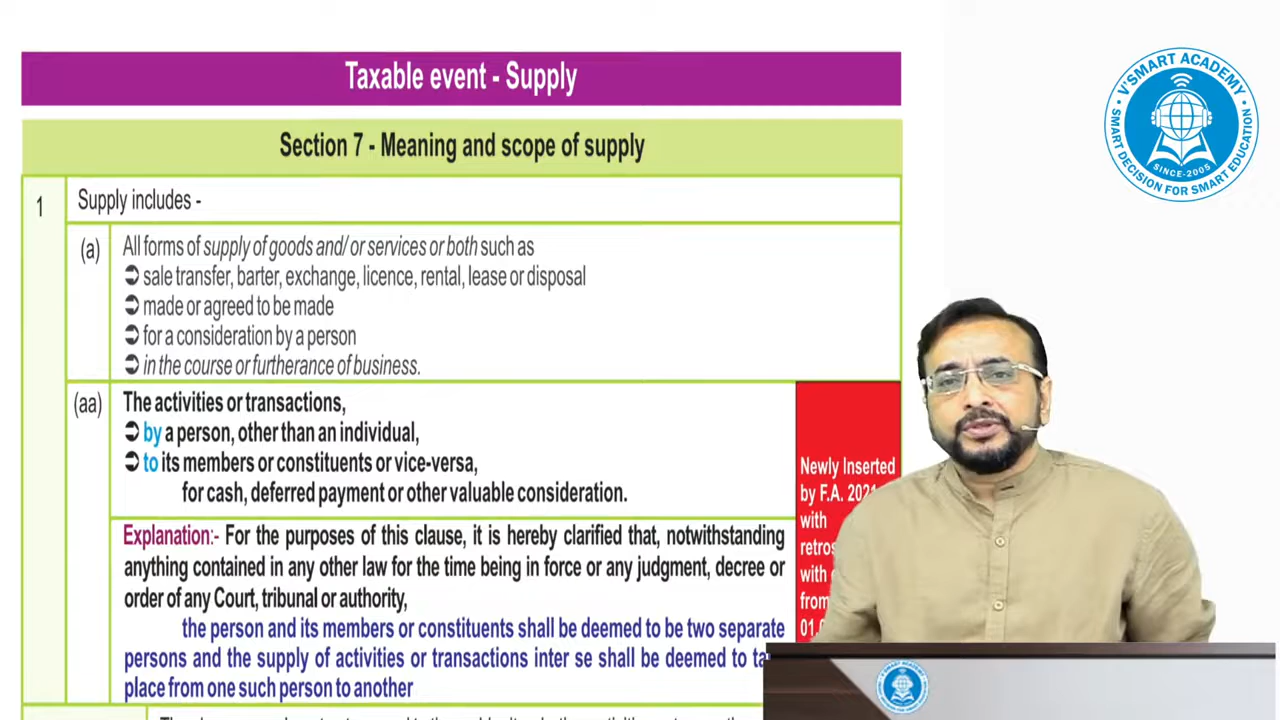 Taxable event - Supply
Section 7 - Meaning and scope of supply
1
Supply includes -
(a)
All forms of supply of goods and/ or services or both such as
➲ sale transfer, barter, exchange, licence, rental, lease or disposal
➲ made or agreed to be made
➲ for a consideration by a person
➲ in the course or furtherance of business.
(aa)
The activities or transactions,
➲ by a person, other than an individual,
➲ to its members or constituents or vice-versa,
for cash, deferred payment or other valuable consideration.
Explanation:- For the purposes of this clause, it is hereby clarified that, notwithstanding
anything contained in any other law for the time being in force or any judgment, decree or
order of any Court, tribunal or authority,
the person and its members or constituents shall be deemed to be two separate
persons and the supply of activities or transactions inter se shall be deemed to
place from one such person to another
Newly Inserted
by F.A. 2021
with
with
from
V'SMART ACADEMY
SINCE-2005
SMART DECISION FOR SMART EDUCATION